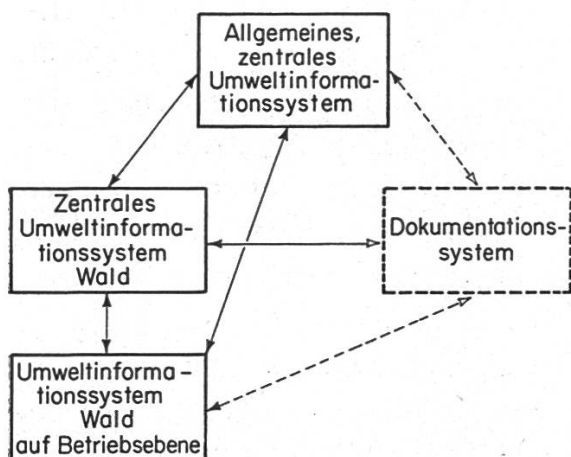 Allgemeines,
zentrales
Umweltinforma-
tionssystem
Zentrales
Umweltinforma-
tionssystem
Wald
Dokumentations-
system
Umweltinforma-
tionssystem
Wald
auf Betriebsebene